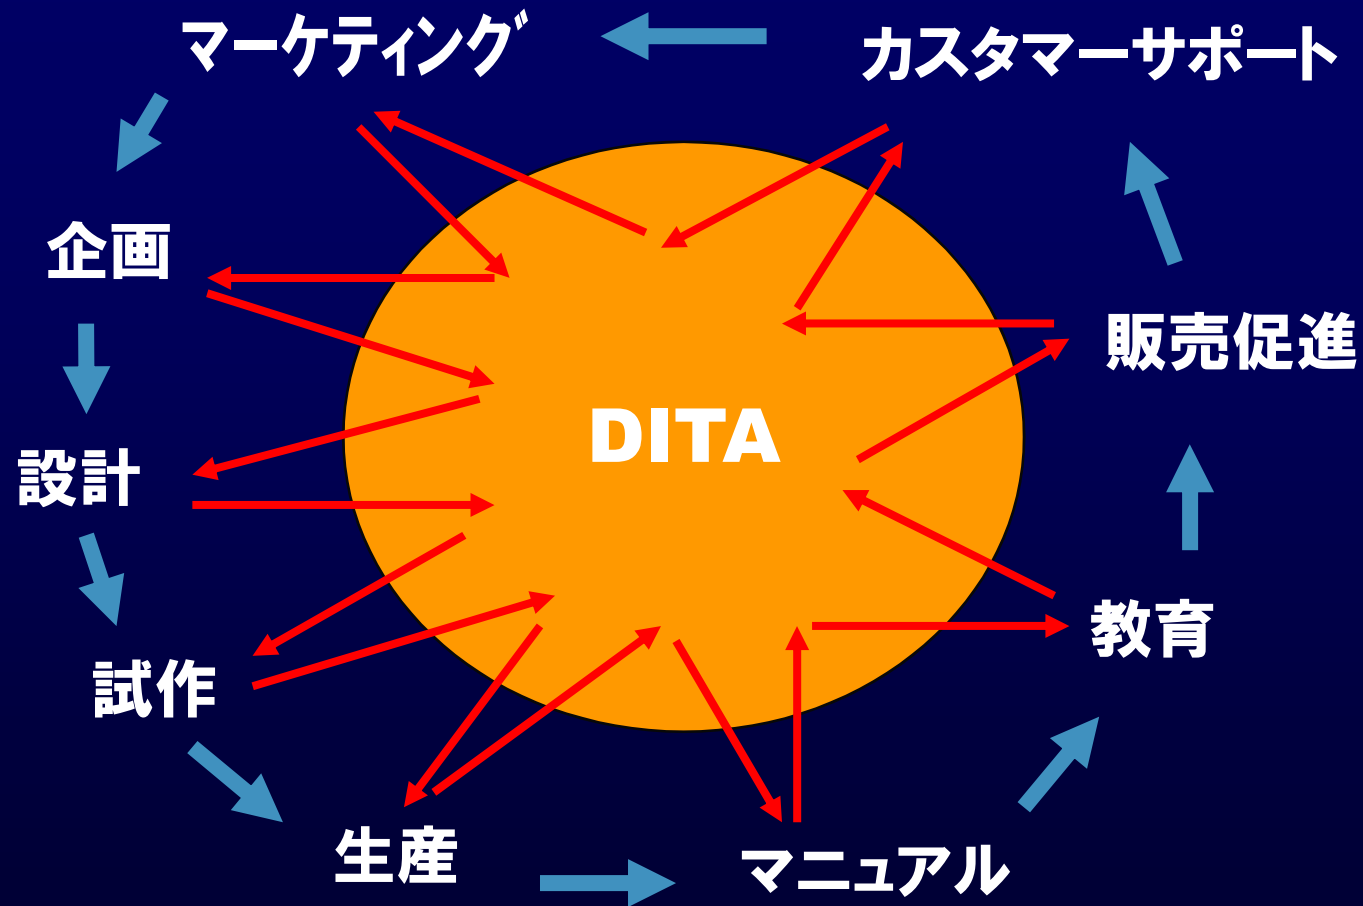 マーケティング
カスタマーサポート
企画
販売促進
DITA
設計
教育
試作
生産
マニュアル